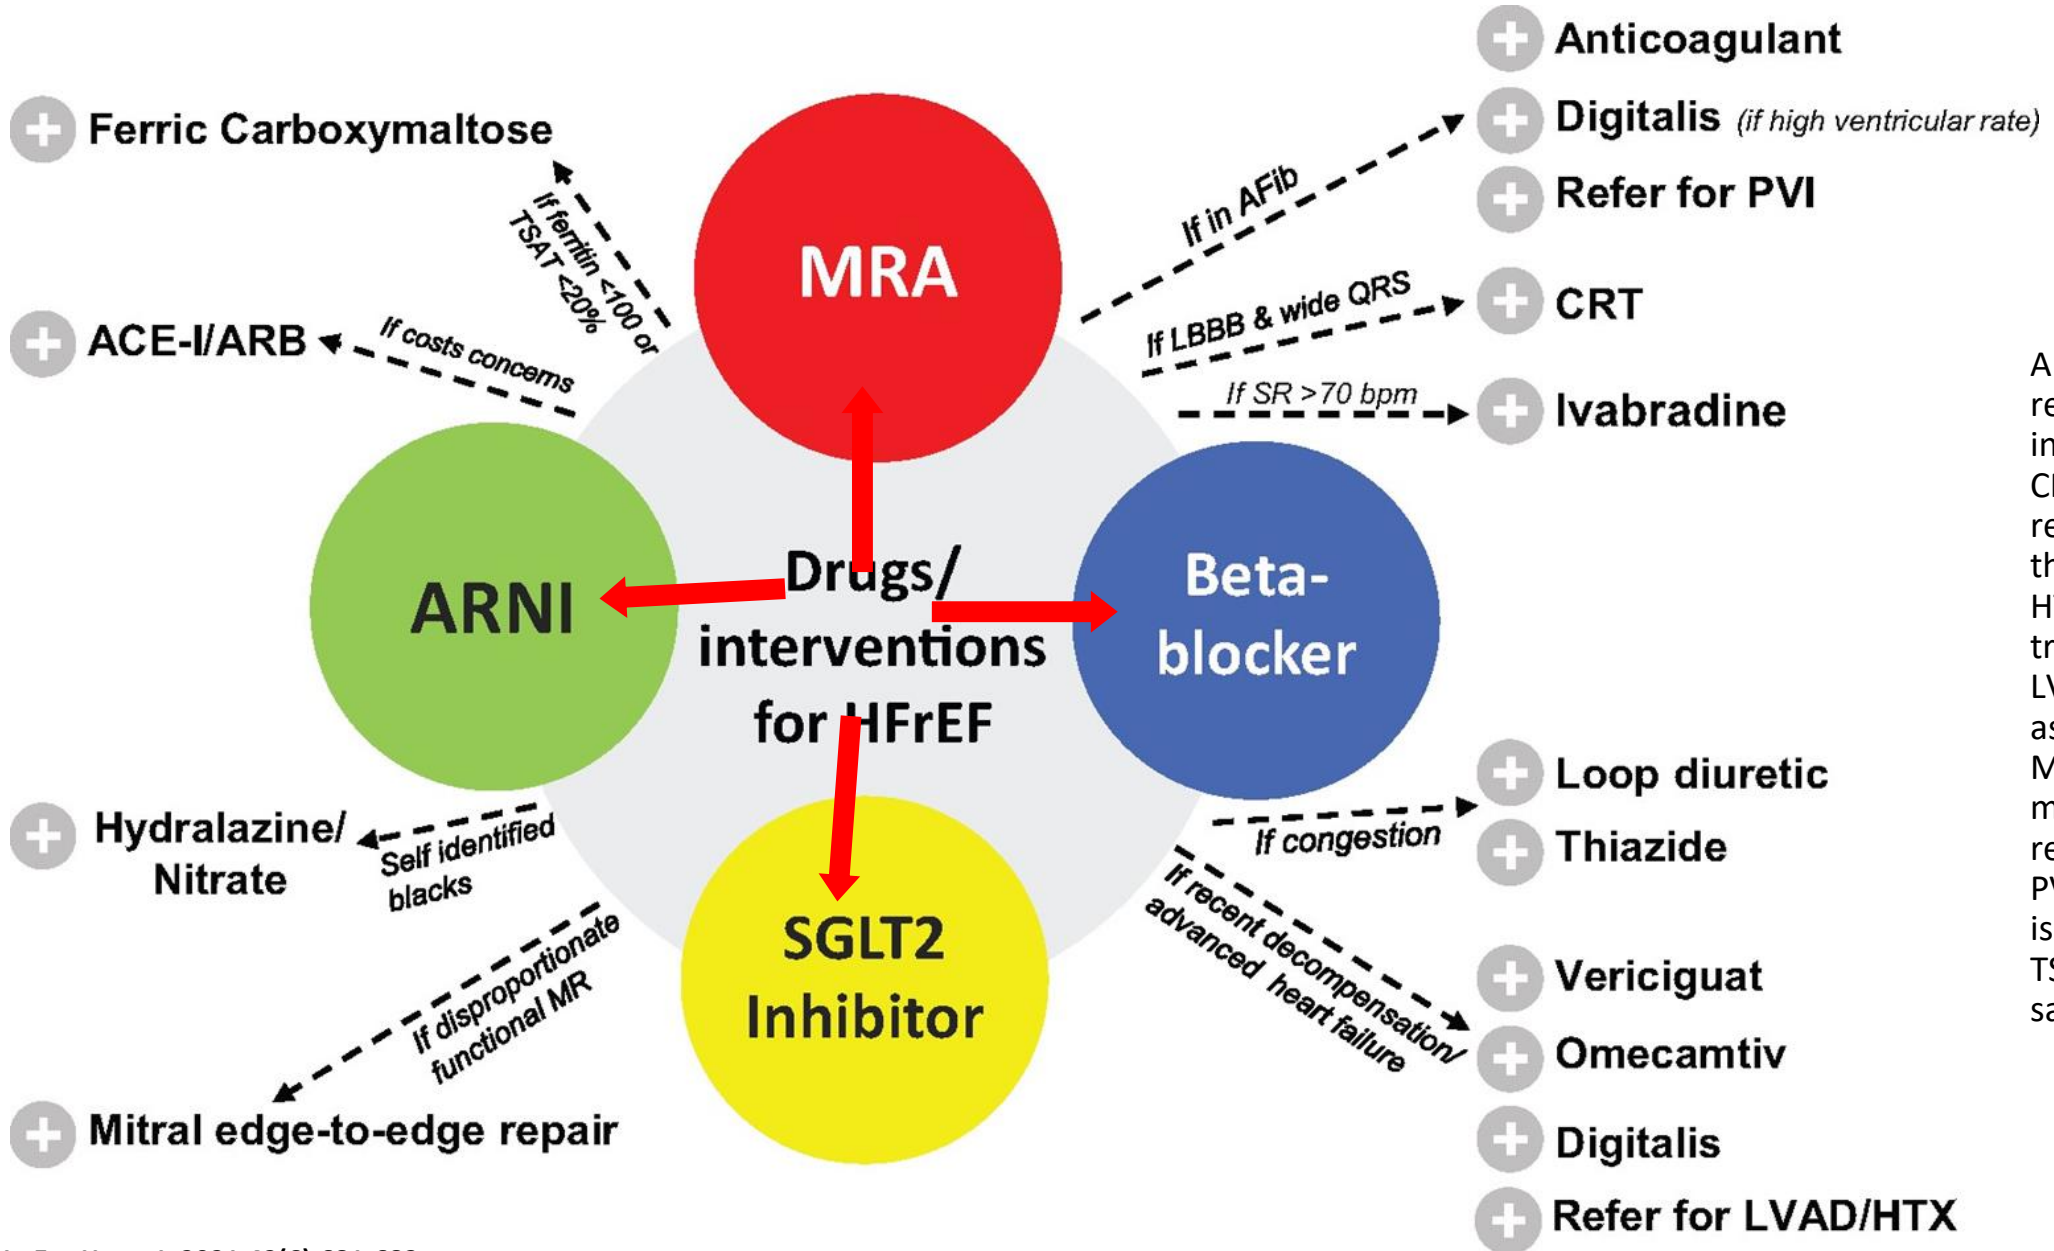 Anticoagulant
Digitalis (if high ventricular rate)
Refer for PVI
Ferric Carboxymaltose
If ferritin <100 or
TSAT <20%
MRA
If in AFib
If LBBB & wide QRS
CRT
ACE-I/ARB
If costs concerns
If SR >70 bpm
Ivabradine
ARNI
Drugs/
interventions
for HFrEF
Beta-
blocker
Hydralazine/
Nitrate
Self identified
blacks
If congestion
Loop diuretic
Thiazide
SGLT2
Inhibitor
If disproportionate
functional MR
Mitral edge-to-edge repair
If recent decompensation/
advanced heart failure
Vericiguat
Omecamtiv
Digitalis
Refer for LVAD/HTX